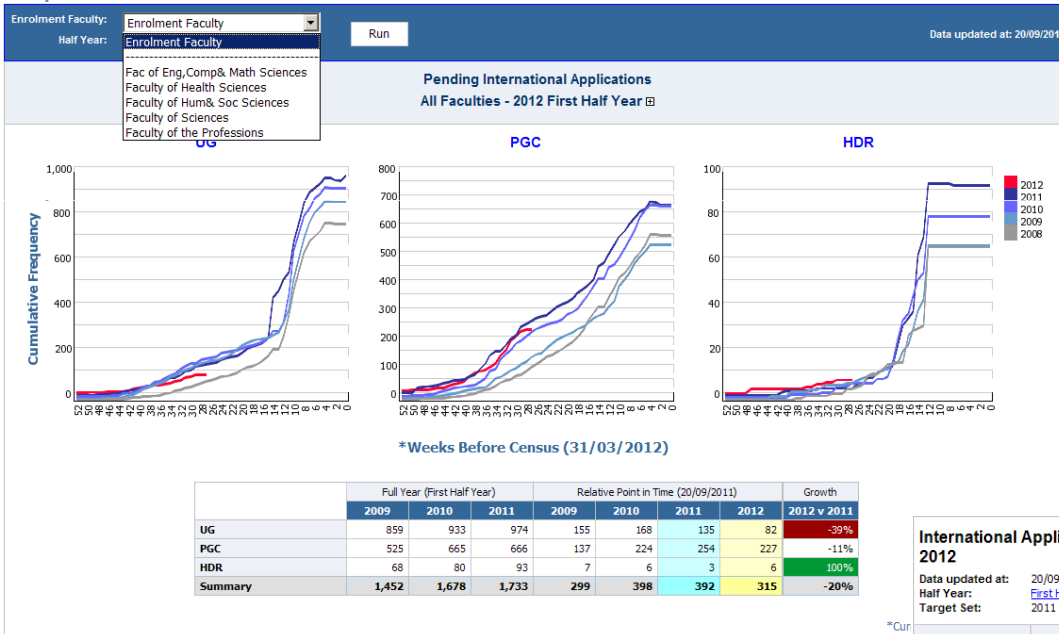 Enrolment Faculty: Enrolment Faculty
Half Year: Enrolment Faculty
Run
Data updated at: 20/09/201
--------------------------------------------
Fac of Eng,Comp& Math Sciences
Faculty of Health Sciences
Faculty of Hum& Soc Sciences
Faculty of Sciences
Faculty of the Professions
Pending International Applications
All Faculties - 2012 First Half Year
UG PGC HDR
Cumulative Frequency
1,000
800
600
400
200
0
52 50 48 46 44 42 40 38 36 34 32 30 28 26 24 22 20 18 16 14 12 10 8 6 4 2 0
800
700
600
500
400
300
200
100
0
52 50 48 46 44 42 40 38 36 34 32 30 28 26 24 22 20 18 16 14 12 10 8 6 4 2 0
100
80
60
40
20
0
52 50 48 46 44 42 40 38 36 34 32 30 28 26 24 22 20 18 16 14 12 10 8 6 4 2 0
2012
2011
2010
2009
2008
*Weeks Before Census (31/03/2012)
Full Year (First Half Year) Relative Point in Time (20/09/2011) Growth
2009 2010 2011 2009 2010 2011 2012 2012 v 2011
UG 859 933 974 155 168 135 82 -39%
PGC 525 665 666 137 224 254 227 -11%
HDR 68 80 93 7 6 3 6 100%
Summary 1,452 1,678 1,733 299 398 392 315 -20%
International Appli
2012
Data updated at: 20/09
Half Year: First H
Target Set: 2011
*Cun